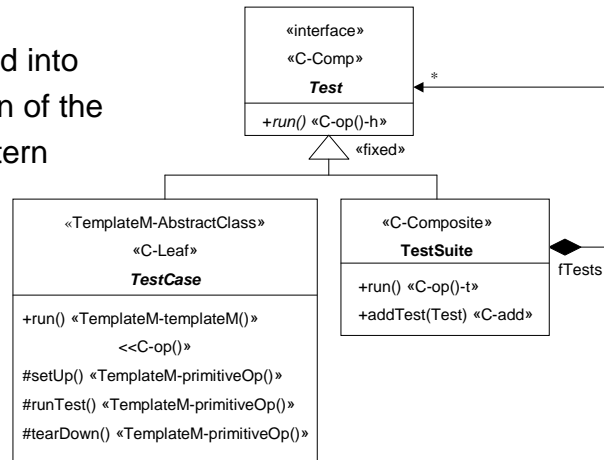 d into
n of the
tern
«interface»
«C-Comp»
Test
+run() «C-op()-h»
*
«fixed»
«TemplateM-AbstractClass»
«C-Leaf»
TestCase
+run() «TemplateM-templateM()»
<<C-op()»
#setUp() «TemplateM-primitiveOp()»
#runTest() «TemplateM-primitiveOp()»
#tearDown() «TemplateM-primitiveOp()»
«C-Composite»
TestSuite
+run() «C-op()-t»
+addTest(Test) «C-add»
fTests